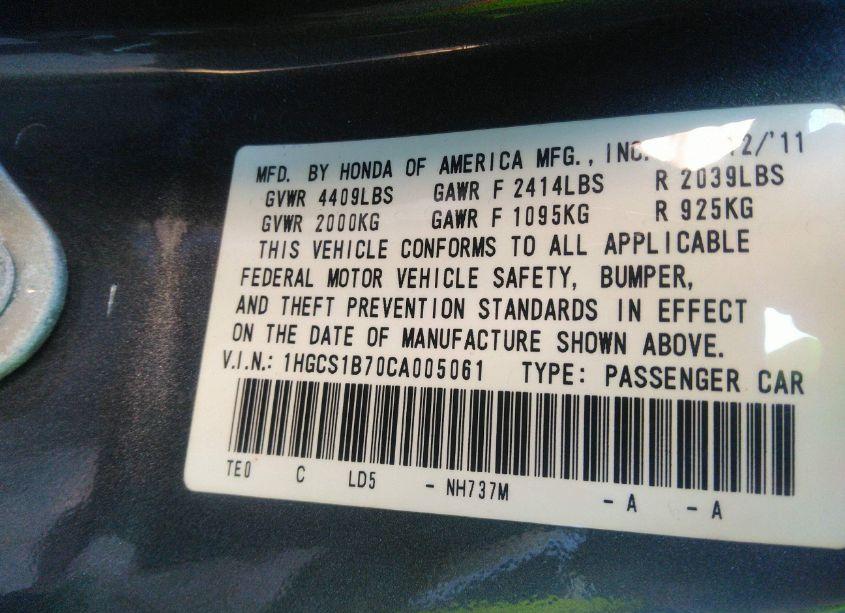 MFD. BY HONDA OF AMERICA MFG., INC. 12/'11
GVWR 4409LBS GAWR F 2414LBS R 2039LBS
GVWR 2000KG GAWR F 1095KG R 925KG
THIS VEHICLE CONFORMS TO ALL APPLICABLE
FEDERAL MOTOR VEHICLE SAFETY, BUMPER,
AND THEFT PREVENTION STANDARDS IN EFFECT
ON THE DATE OF MANUFACTURE SHOWN ABOVE.
V.I.N.: 1HGCS1B70CA005061 TYPE: PASSENGER CAR
TE0 C LD5 - NH737M - A - A